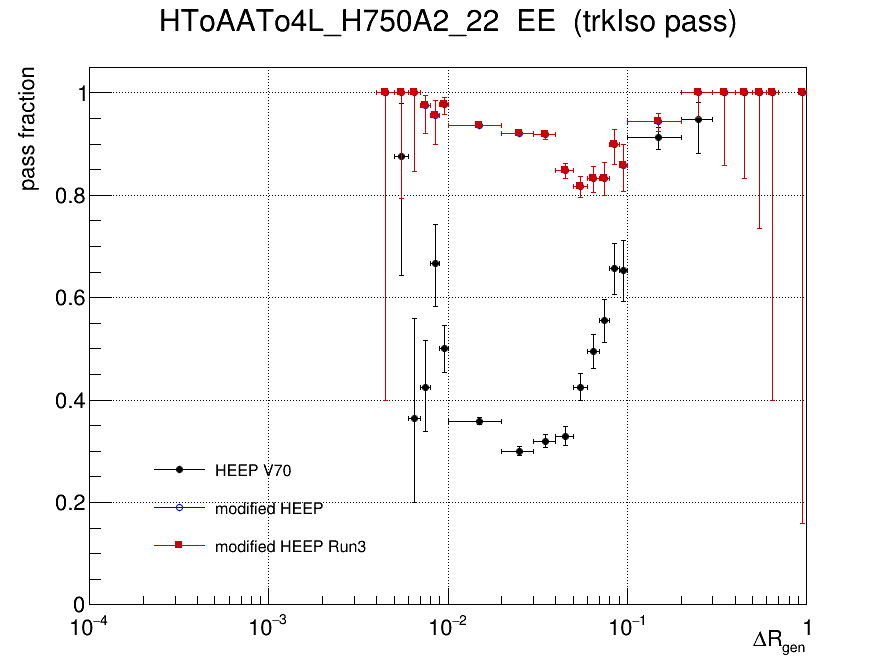 HToAATo4L_H750A2_22 EE (trkIso pass)
pass fraction
1
0.8
0.6
0.4
0.2
0
HEEP V70
modified HEEP
modified HEEP Run3
10⁻⁴
10⁻³
10⁻²
10⁻¹
1
ΔR_gen